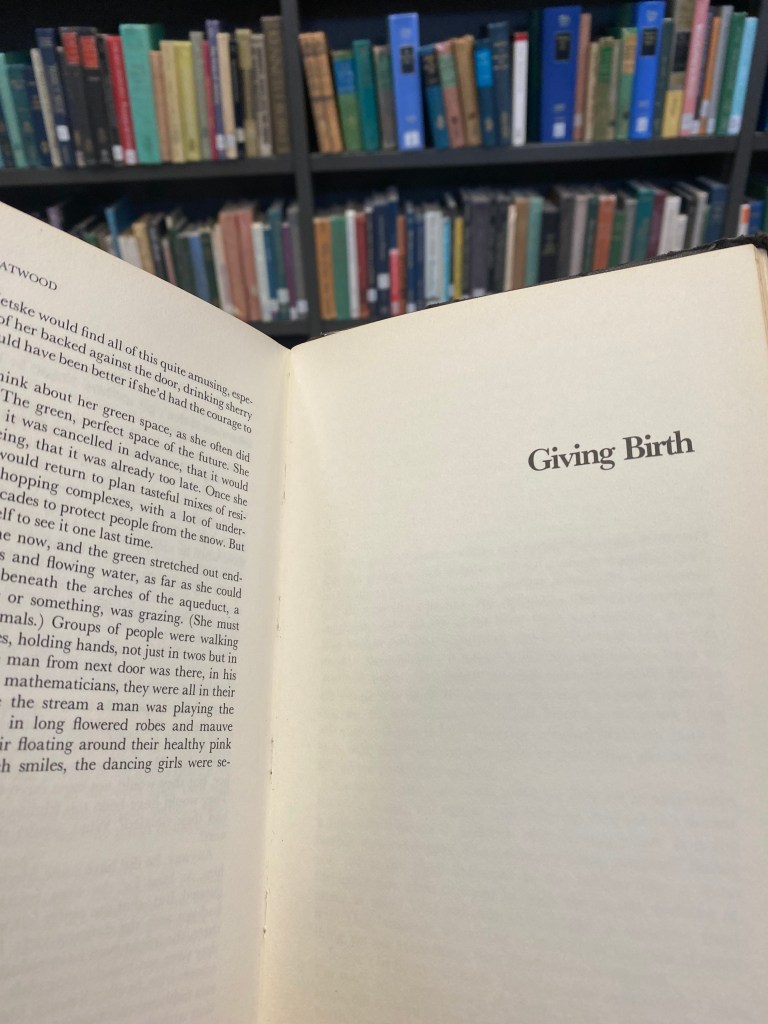 ATWOOD
etske would find all of this quite amusing, espe-
of her backed against the door, drinking sherry
uld have been better if she'd had the courage to
hink about her green space, as she often did
The green, perfect space of the future. She
it was cancelled in advance, that it would
eing, that it was already too late. Once she
would return to plan tasteful mixes of resi-
hopping complexes, with a lot of under-
cades to protect people from the snow. But
elf to see it one last time.
e now, and the green stretched out end-
s and flowing water, as far as she could
beneath the arches of the aqueduct, a
or something, was grazing. (She must
mals.) Groups of people were walking
es, holding hands, not just in twos but in
man from next door was there, in his
mathematicians, they were all in their
the stream a man was playing the
in long flowered robes and mauve
ir floating around their healthy pink
h smiles, the dancing girls were se-
Giving Birth